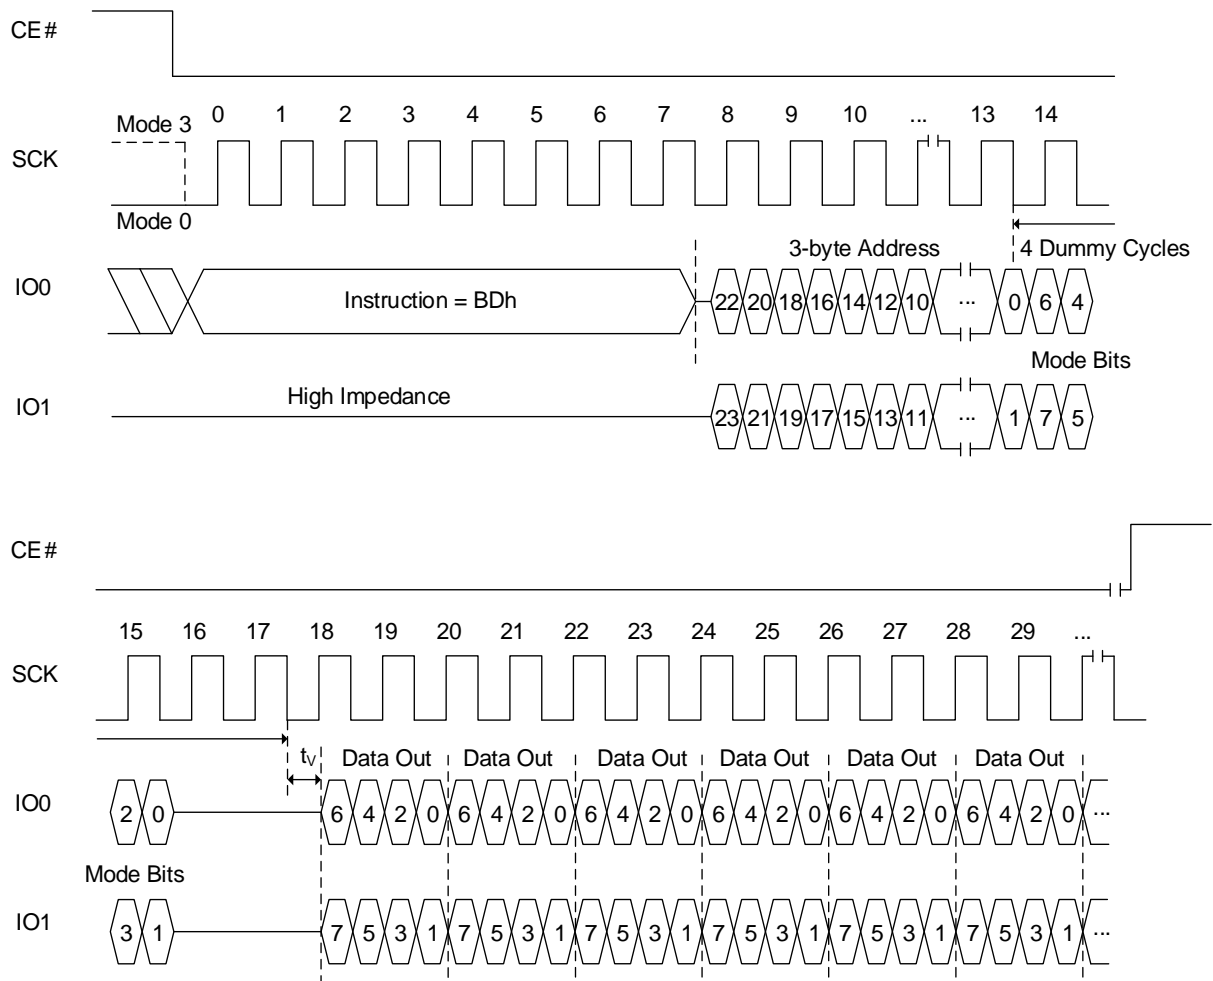 CE#
Mode 3
0 1 2 3 4 5 6 7 8 9 10 ... 13 14
SCK
Mode 0
3-byte Address
4 Dummy Cycles
IO0
Instruction = BDh
22 20 18 16 14 12 10 ... 0 6 4
Mode Bits
IO1
High Impedance
23 21 19 17 15 13 11 ... 1 7 5
CE#
15 16 17 18 19 20 21 22 23 24 25 26 27 28 29 ...
SCK
tV
Data Out Data Out Data Out Data Out Data Out Data Out
IO0
2 0 6 4 2 0 6 4 2 0 6 4 2 0 6 4 2 0 6 4 2 0 6 4 2 0 ...
Mode Bits
IO1
3 1 7 5 3 1 7 5 3 1 7 5 3 1 7 5 3 1 7 5 3 1 7 5 3 1 ...